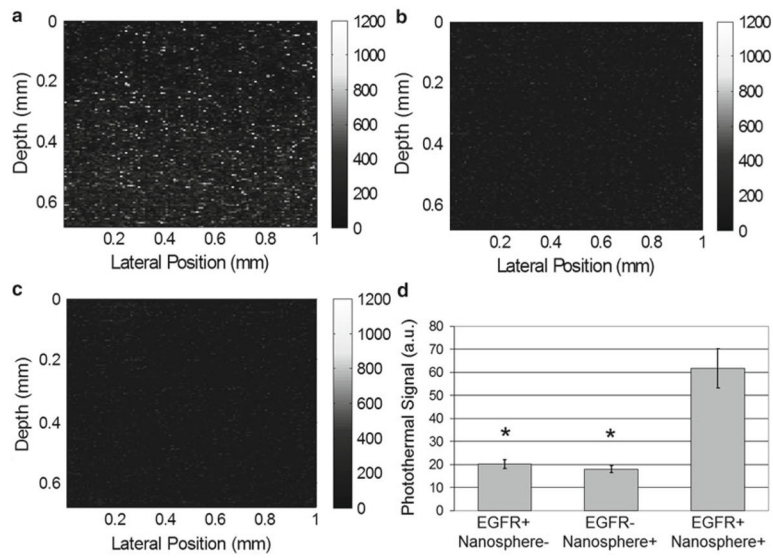 a
0
0.2
0.4
0.6
Depth (mm)
0.2 0.4 0.6 0.8 1
Lateral Position (mm)
1200
1000
800
600
400
200
0
b
0
0.2
0.4
0.6
Depth (mm)
0.2 0.4 0.6 0.8 1
Lateral Position (mm)
1200
1000
800
600
400
200
0
c
0
0.2
0.4
0.6
Depth (mm)
0.2 0.4 0.6 0.8 1
Lateral Position (mm)
1200
1000
800
600
400
200
0
d
Photothermal Signal (a.u.)
80
70
60
50
40
30
20
10
0
* *
EGFR+ EGFR- EGFR+
Nanosphere- Nanosphere+ Nanosphere+